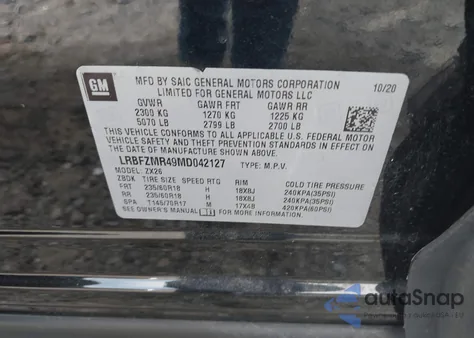 GM
MFD BY SAIC GENERAL MOTORS CORPORATION 10/20
LIMITED FOR GENERAL MOTORS LLC
GVWR GAWR FRT GAWR RR
2300 KG 1270 KG 1225 KG
5070 LB 2799 LB 2700 LB
THIS VEHICLE CONFORMS TO ALL APPLICABLE U.S. FEDERAL MOTOR
VEHICLE SAFETY AND THEFT PREVENTION STANDARDS IN EFFECT
ON THE DATE OF MANUFACTURE SHOWN ABOVE.
LRBFZMR49MD042127 TYPE: M.P.V.
MODEL: ZX26
ZBDK TIRE SIZE SPEED RTG RIM COLD TIRE PRESSURE
FRT 235/60R18 H 18X8J 240KPA(35PSI)
RR 235/60R18 H 18X8J 240KPA(35PSI)
SPA T145/70R17 M 17X4B 420KPA(60PSI)
SEE OWNER'S MANUAL
autoSnap